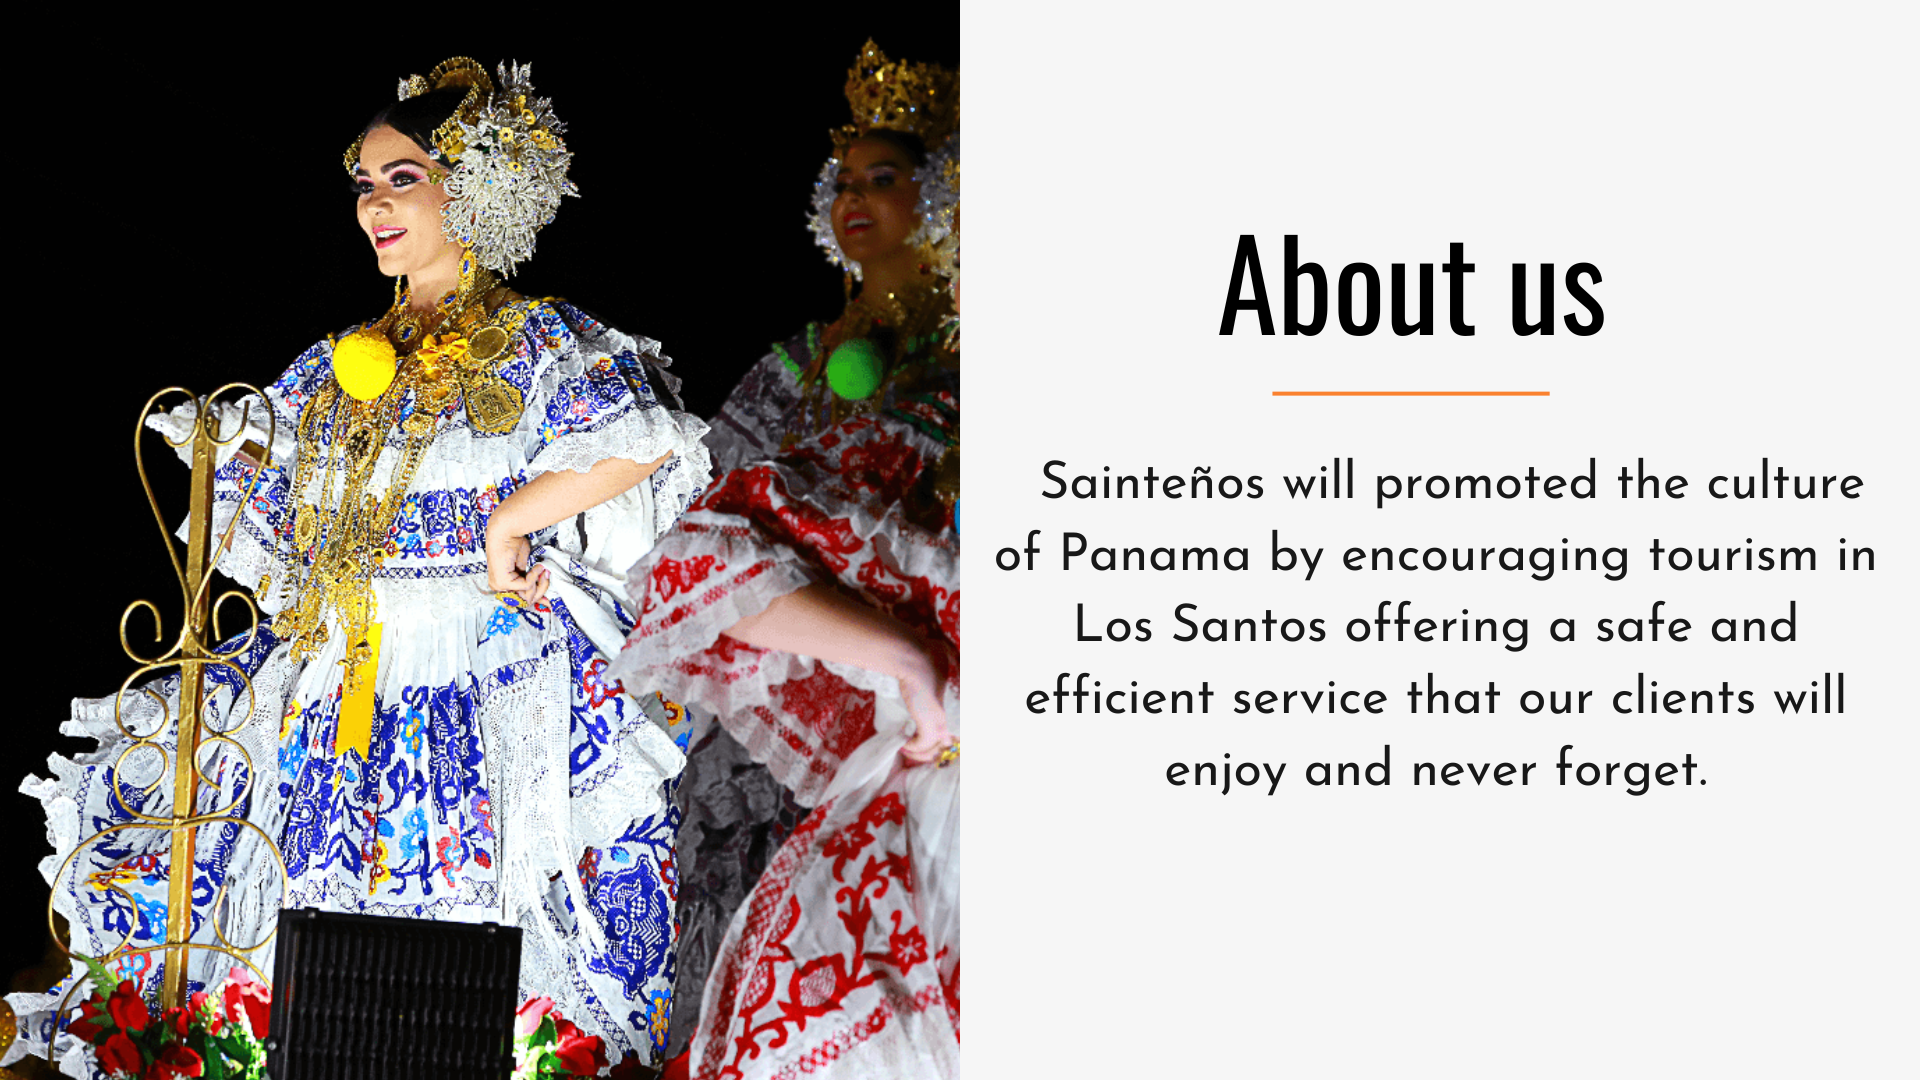 About us
Sainteños will promoted the culture
of Panama by encouraging tourism in
Los Santos offering a safe and
efficient service that our clients will
enjoy and never forget.